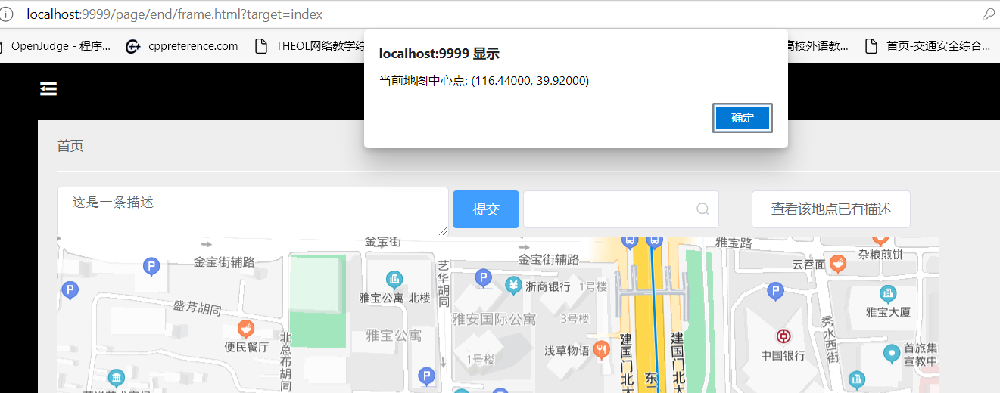 localhost:9999/page/end/frame.html?target=index
OpenJudge - 程序...
cppreference.com
THEOL网络教学综
高校外语教...
首页-交通安全综合...
localhost:9999 显示
当前地图中心点: (116.44000, 39.92000)
确定
首页
这是一条描述
提交
查看该地点已有描述
金宝街
金宝街辅路
金宝街辅路
雅宝路
杂粮煎饼
云吞面
艺华胡同
雅宝公寓-北楼
浙商银行
1号楼
盛芳胡同
雅安国际公寓
3号楼
雅宝大厦
便民餐厅
北总布胡同
雅宝公寓
1号楼
浅草物语
建国门北大
建国门北大
东二
中国银行
秀水西街
首旅集团
宣教中心